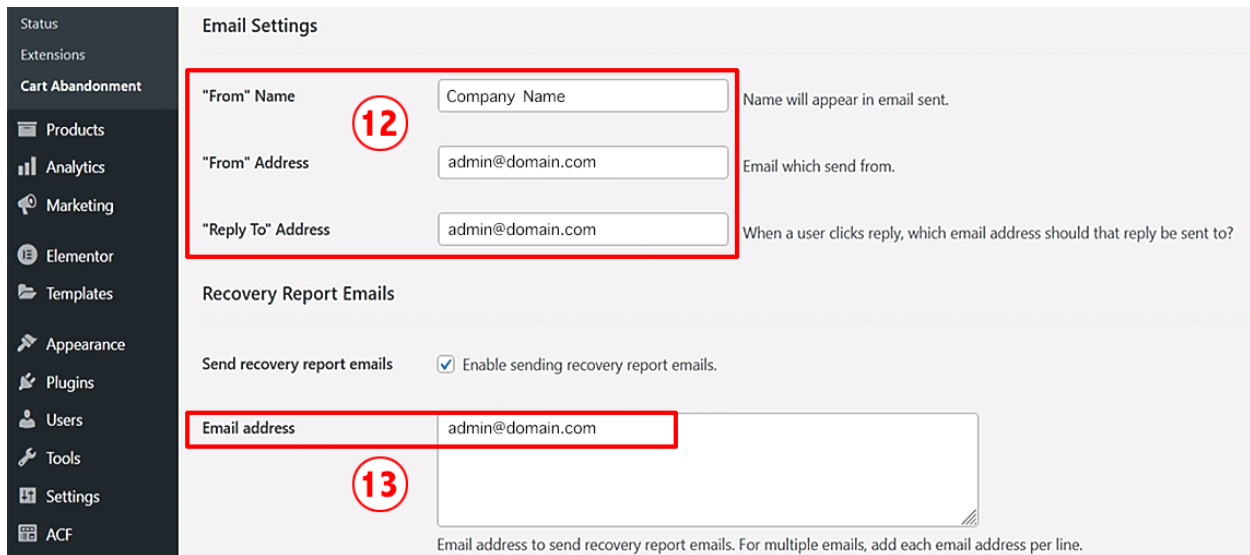 Status
Extensions
Cart Abandonment
Products
Analytics
Marketing
Elementor
Templates
Appearance
Plugins
Users
Tools
Settings
ACF
Email Settings
"From" Name
Company Name
Name will appear in email sent.
12
"From" Address
admin@domain.com
Email which send from.
"Reply To" Address
admin@domain.com
When a user clicks reply, which email address should that reply be sent to?
Recovery Report Emails
Send recovery report emails
Enable sending recovery report emails.
Email address
admin@domain.com
13
Email address to send recovery report emails. For multiple emails, add each email address per line.